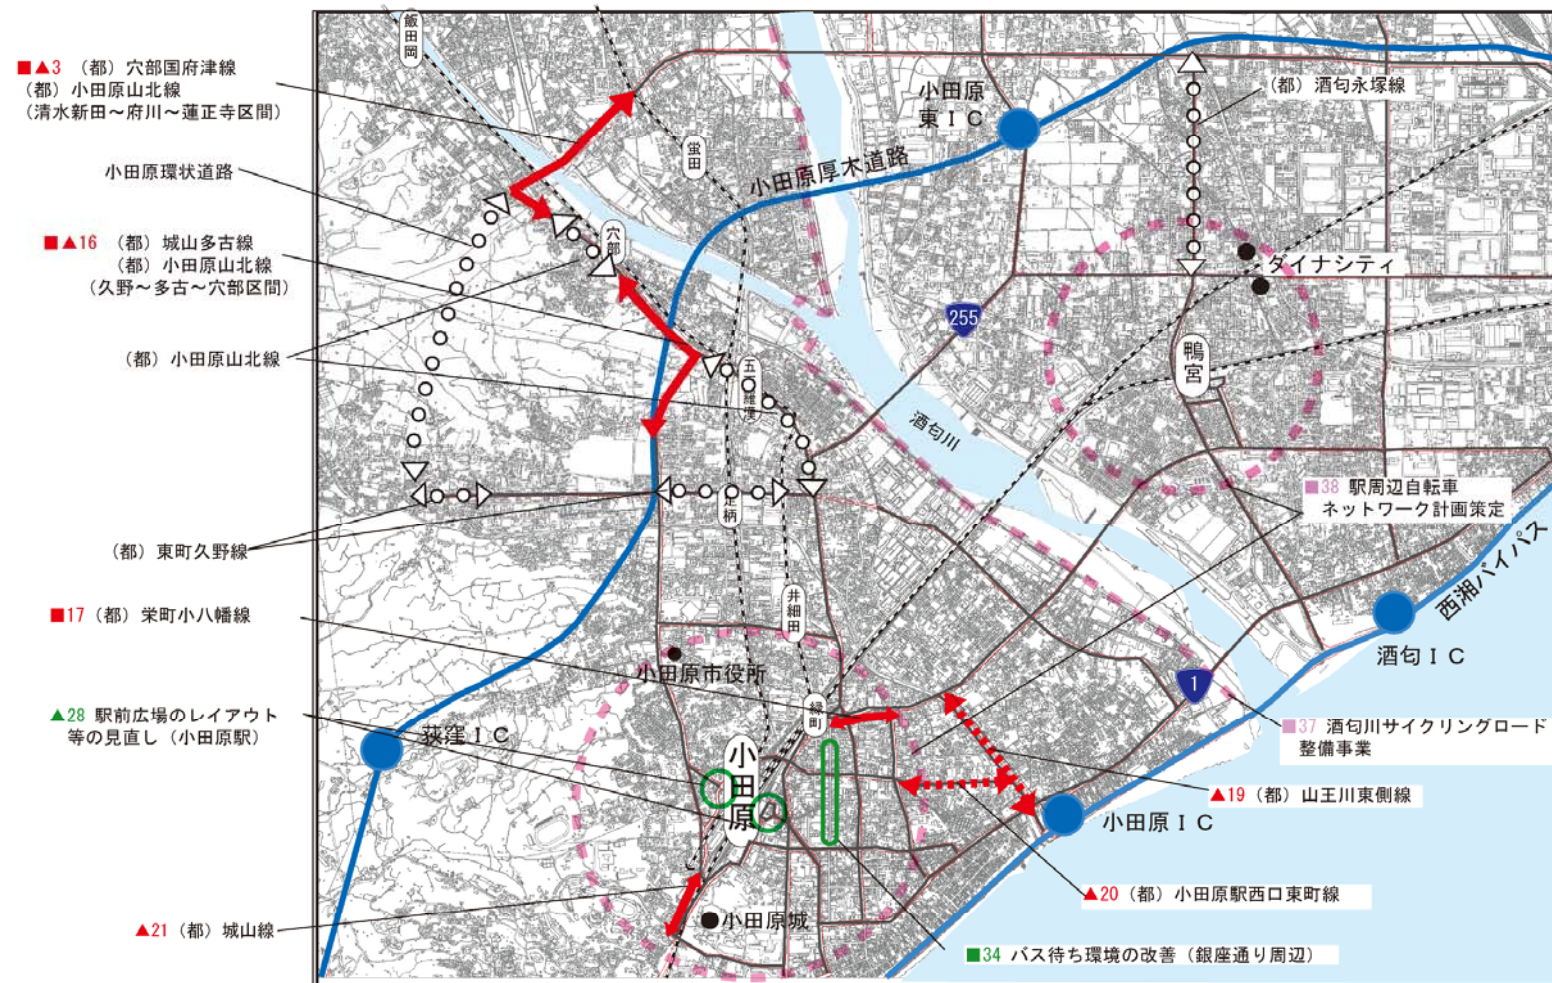 ■▲3 （都）穴部国府津線
（都）小田原山北線
（清水新田～府川～蓮正寺区間）
小田原環状道路
■▲16 （都）城山多古線
（都）小田原山北線
（久野～多古～穴部区間）
（都）小田原山北線
（都）東町久野線
■17（都）栄町小八幡線
▲28 駅前広場のレイアウト
等の見直し（小田原駅）
▲21（都）城山線
飯田岡
蛍田
穴部
五百羅漢
足柄
井細田
緑町
小田原
鴨宮
小田原
東ＩＣ
小田原厚木道路
（都）酒匂永塚線
ダイナシティ
255
酒匂川
■38 駅周辺自転車
ネットワーク計画策定
西湘バイパス
酒匂ＩＣ
1
■37 酒匂川サイクリングロード
整備事業
小田原市役所
荻窪ＩＣ
▲19（都）山王川東側線
小田原ＩＣ
▲20（都）小田原駅西口東町線
小田原城
■34 バス待ち環境の改善（銀座通り周辺）